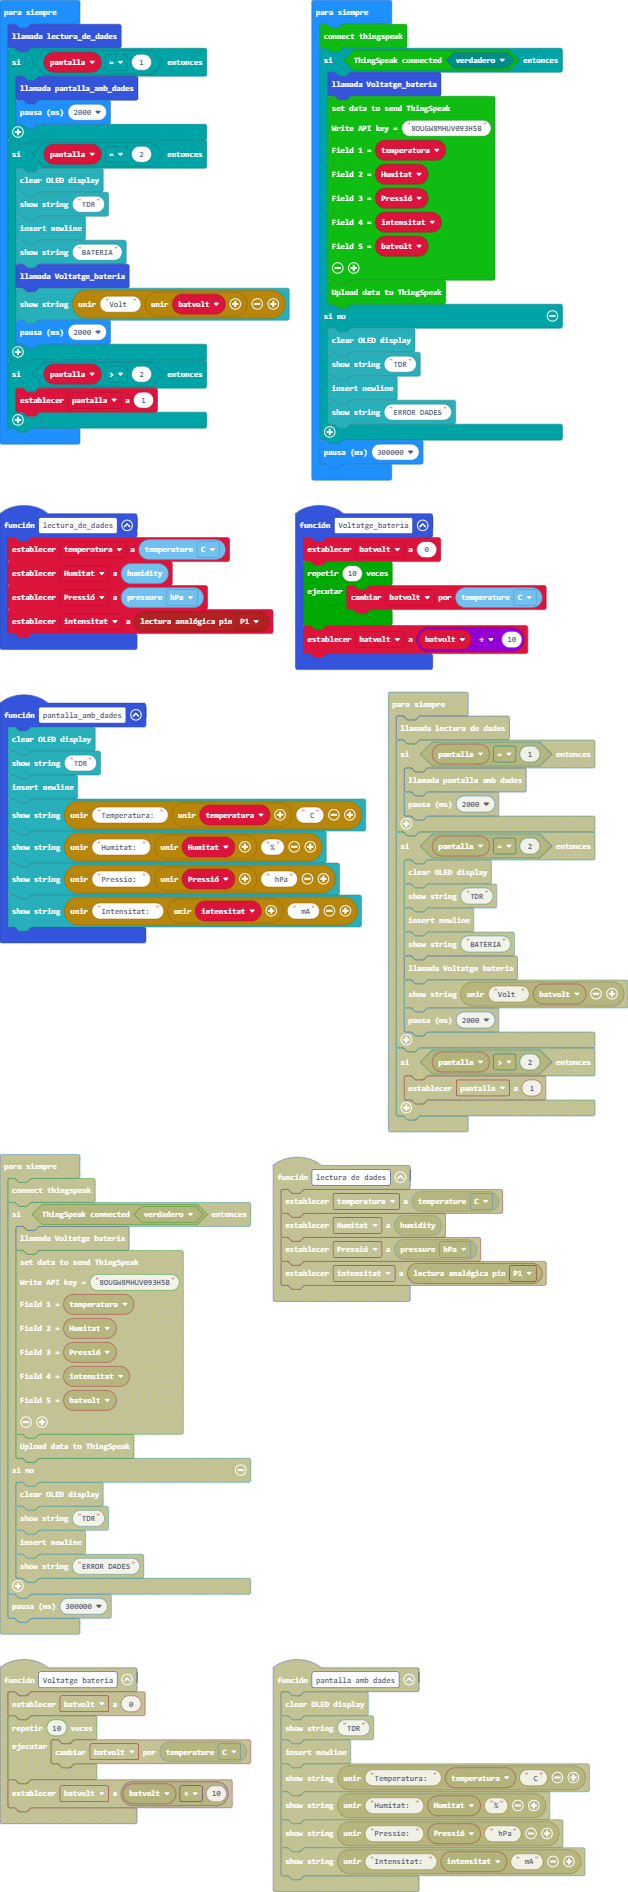 para siempre
llamada lectura_de_dades
si pantalla = 1 entonces
llamada pantalla_amb_dades
pausa (ms) 2000
si pantalla = 2 entonces
clear OLED display
show string "TDR"
insert newline
show string "BATERIA"
llamada Voltatge_bateria
show string unir "Volt " unir batvolt
pausa (ms) 2000
si pantalla > 2 entonces
establecer pantalla a 1
para siempre
connect thingspeak
si ThingSpeak connected verdadero entonces
llamada Voltatge_bateria
set data to send ThingSpeak
Write API key = "8OUGW8MHUV093HSB"
Field 1 = temperatura
Field 2 = Humitat
Field 3 = Pressió
Field 4 = intensitat
Field 5 = batvolt
Upload data to ThingSpeak
si no
clear OLED display
show string "TDR"
insert newline
show string "ERROR DADES"
pausa (ms) 300000
función lectura_de_dades
establecer temperatura a temperature C
establecer Humitat a humidity
establecer Pressió a pressure hPa
establecer intensitat a lectura analógica pin P1
función Voltatge_bateria
establecer batvolt a 0
repetir 10 veces
ejecutar cambiar batvolt por temperature C
establecer batvolt a batvolt ÷ 10
función pantalla_amb_dades
clear OLED display
show string "TDR"
insert newline
show string unir "Temperatura: " unir temperatura " C"
show string unir "Humitat: " unir Humitat "%"
show string unir "Pressio: " unir Pressió " hPa"
show string unir "Intensitat: " unir intensitat " mA"
para siempre
llamada lectura de dades
si pantalla = 1 entonces
llamada pantalla amb dades
pausa (ms) 2000
si pantalla = 2 entonces
clear OLED display
show string "TDR"
insert newline
show string "BATERIA"
llamada Voltatge bateria
show string unir "Volt " batvolt
pausa (ms) 2000
si pantalla > 2 entonces
establecer pantalla a 1
para siempre
connect thingspeak
si ThingSpeak connected verdadero entonces
llamada Voltatge bateria
set data to send ThingSpeak
Write API key = "8OUGW8MHUV093HSB"
Field 1 = temperatura
Field 2 = Humitat
Field 3 = Pressió
Field 4 = intensitat
Field 5 = batvolt
Upload data to ThingSpeak
si no
clear OLED display
show string "TDR"
insert newline
show string "ERROR DADES"
pausa (ms) 300000
función lectura de dades
establecer temperatura a temperature C
establecer Humitat a humidity
establecer Pressió a pressure hPa
establecer intensitat a lectura analógica pin P1
función Voltatge bateria
establecer batvolt a 0
repetir 10 veces
ejecutar cambiar batvolt por temperature C
establecer batvolt a batvolt ÷ 10
función pantalla amb dades
clear OLED display
show string "TDR"
insert newline
show string unir "Temperatura: " temperatura " C"
show string unir "Humitat: " Humitat "%"
show string unir "Pressio: " Pressió " hPa"
show string unir "Intensitat: " intensitat " mA"